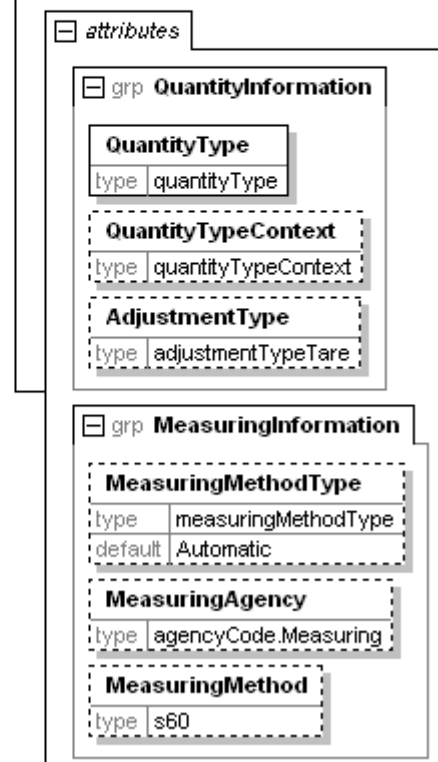 attributes
grp QuantityInformation
QuantityType
type quantityType
QuantityTypeContext
type quantityTypeContext
AdjustmentType
type adjustmentTypeTare
grp MeasuringInformation
MeasuringMethodType
type measuringMethodType
default Automatic
MeasuringAgency
type agencyCode.Measuring
MeasuringMethod
type s60